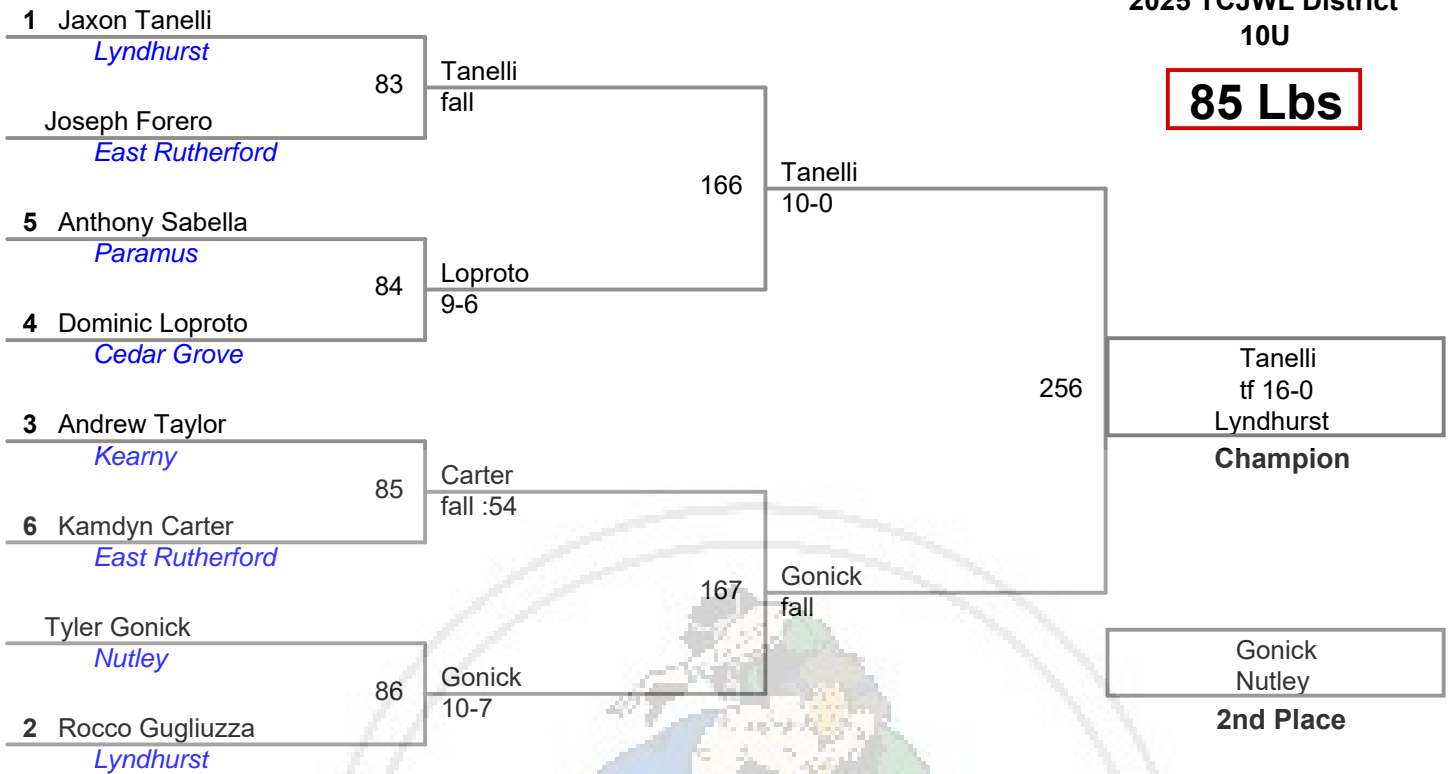 2025 TCJWL District
10U
85 Lbs
1 Jaxon Tanelli
Lyndhurst
83
Tanelli
fall
Joseph Forero
East Rutherford
166
Tanelli
10-0
5 Anthony Sabella
Paramus
84
Loproto
9-6
4 Dominic Loproto
Cedar Grove
256
Tanelli
tf 16-0
Lyndhurst
Champion
3 Andrew Taylor
Kearny
85
Carter
fall :54
6 Kamdyn Carter
East Rutherford
167
Gonick
fall
Tyler Gonick
Nutley
86
Gonick
10-7
2 Rocco Gugliuzza
Lyndhurst
Gonick
Nutley
2nd Place